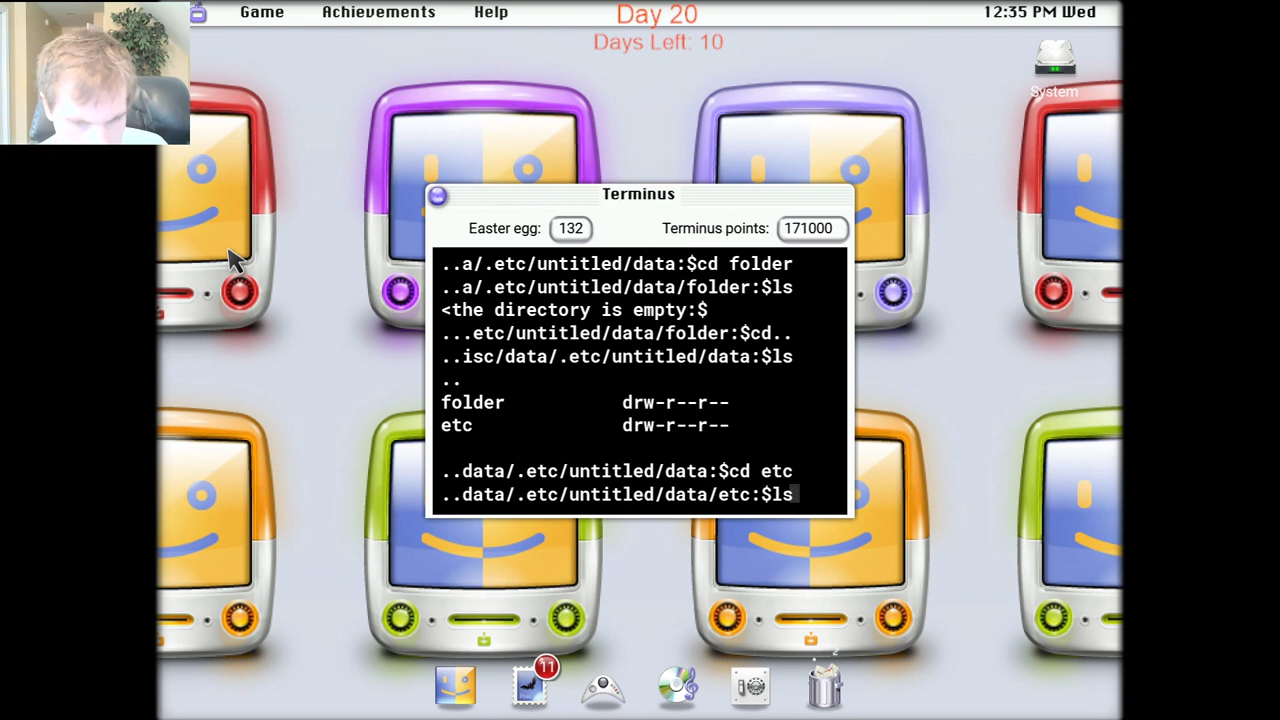 Game Achievements Help
Day 20
Days Left: 10
12:35 PM Wed
System
Terminus
Easter egg: 132 Terminus points: 171000
..a/.etc/untitled/data:$cd folder
..a/.etc/untitled/data/folder:$ls
<the directory is empty:$
...etc/untitled/data/folder:$cd..
..isc/data/.etc/untitled/data:$ls
..
folder drw-r--r--
etc drw-r--r--
..data/.etc/untitled/data:$cd etc
..data/.etc/untitled/data/etc:$ls
11